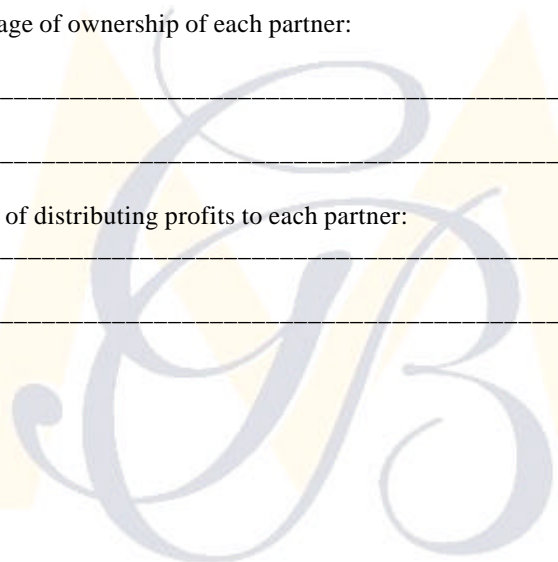 age of ownership of each partner:
of distributing profits to each partner: